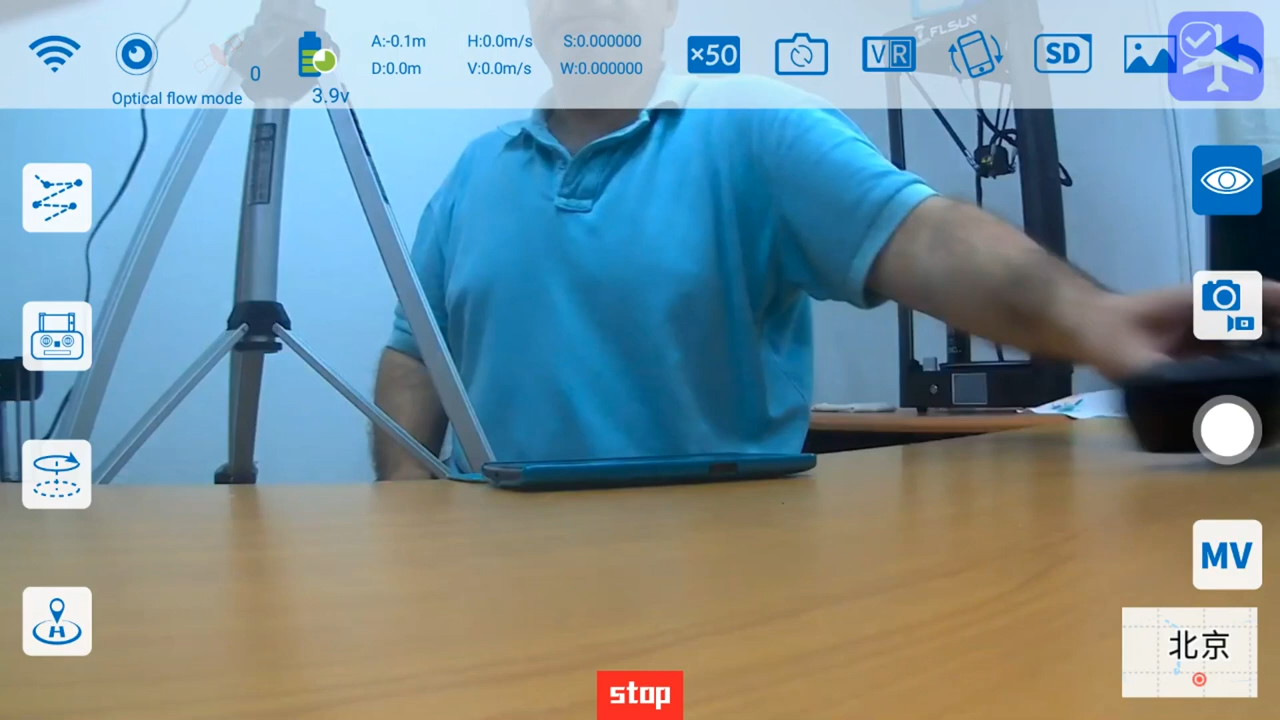 A:-0.1m H:0.0m/s S:0.000000
D:0.0m V:0.0m/s W:0.000000
0
Optical flow mode 3.9v
×50
VR
SD
FLSUN
MV
北京
H
stop